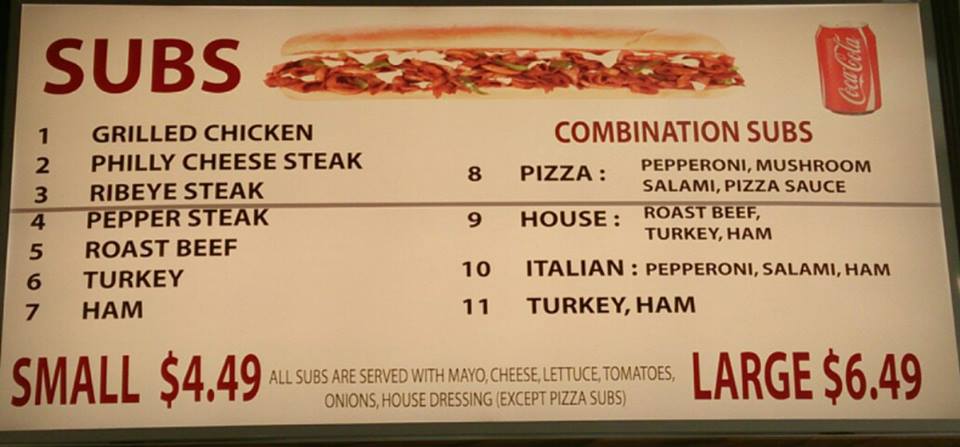 SUBS
Coca-Cola
1 GRILLED CHICKEN
2 PHILLY CHEESE STEAK
3 RIBEYE STEAK
4 PEPPER STEAK
5 ROAST BEEF
6 TURKEY
7 HAM
COMBINATION SUBS
8 PIZZA : PEPPERONI, MUSHROOM
SALAMI, PIZZA SAUCE
9 HOUSE : ROAST BEEF,
TURKEY, HAM
10 ITALIAN : PEPPERONI, SALAMI, HAM
11 TURKEY, HAM
SMALL $4.49
ALL SUBS ARE SERVED WITH MAYO, CHEESE, LETTUCE, TOMATOES,
ONIONS, HOUSE DRESSING (EXCEPT PIZZA SUBS)
LARGE $6.49